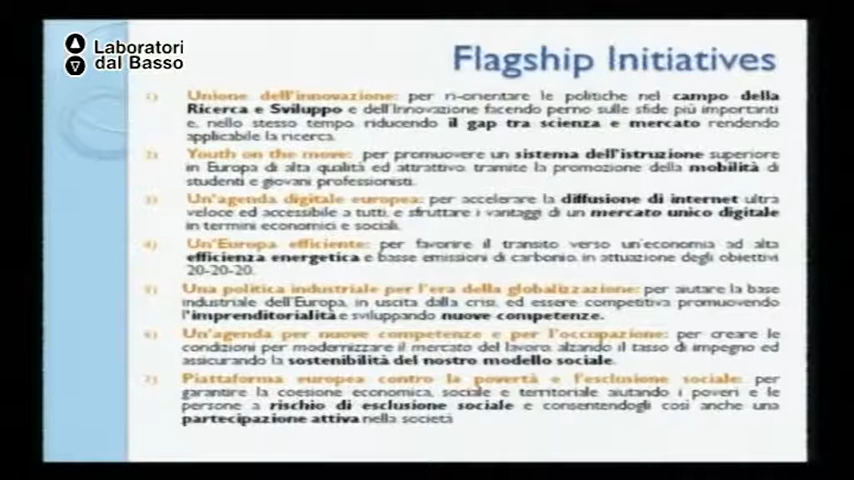 Laboratori
dal Basso
Flagship Initiatives
1) Unione dell'innovazione: per ri-orientare le politiche nel campo della
Ricerca e Sviluppo e dell'Innovazione facendo perno sulle sfide più importanti
e, nello stesso tempo, riducendo il gap tra scienza e mercato rendendo
applicabile la ricerca.
2) Youth on the move: per promuovere un sistema dell'istruzione superiore
in Europa di alta qualità ed attrattivo tramite la promozione della mobilità di
studenti e giovani professionisti.
3) Un'agenda digitale europea: per accelerare la diffusione di internet ultra
veloce ed accessibile a tutti, e sfruttare i vantaggi di un mercato unico digitale
in termini economici e sociali.
4) Un'Europa efficiente: per favorire il transito verso un'economia ad alta
efficienza energetica e basse emissioni di carbonio, in attuazione degli obiettivi
20-20-20.
5) Una politica industriale per l'era della globalizzazione: per aiutare la base
industriale dell'Europa, in uscita dalla crisi, ed essere competitiva promuovendo
l'imprenditorialità e sviluppando nuove competenze.
6) Un'agenda per nuove competenze e per l'occupazione: per creare le
condizioni per modernizzare il mercato del lavoro, alzando il tasso di impegno ed
assicurando la sostenibilità del nostro modello sociale.
7) Piattaforma europea contro la povertà e l'esclusione sociale: per
garantire la coesione economica, sociale e territoriale aiutando i poveri e le
persone a rischio di esclusione sociale e consentendogli così anche una
partecipazione attiva nella società